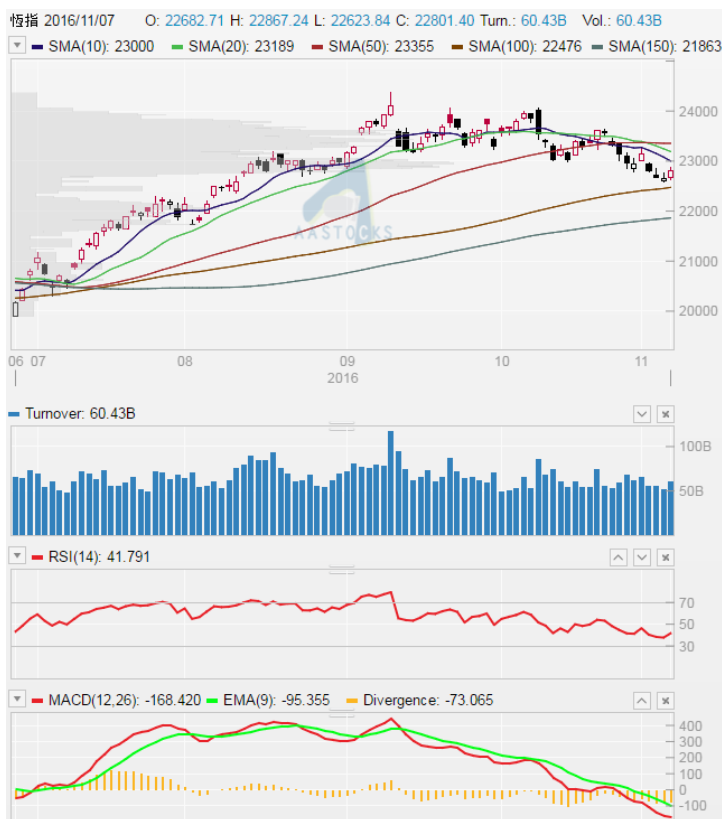 恆指 2016/11/07 O: 22682.71 H: 22867.24 L: 22623.84 C: 22801.40 Turn.: 60.43B Vol.: 60.43B
SMA(10): 23000 SMA(20): 23189 SMA(50): 23355 SMA(100): 22476 SMA(150): 21863
24000
23000
22000
AASTOCKS
21000
20000
06 07 08 09 10 11
2016
Turnover: 60.43B
100B
50B
RSI(14): 41.791
70
50
30
MACD(12,26): -168.420 EMA(9): -95.355 Divergence: -73.065
400
300
200
100
0
-100